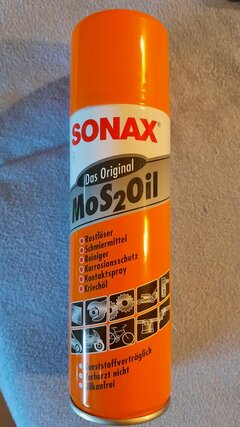 SONAX
Das Original
MoS2Oil
Rostlöser
Schmiermittel
Reiniger
Korrosionsschutz
Kontaktspray
Kriechöl
Kunststoffverträglich
Verharzt nicht
Silikonfrei